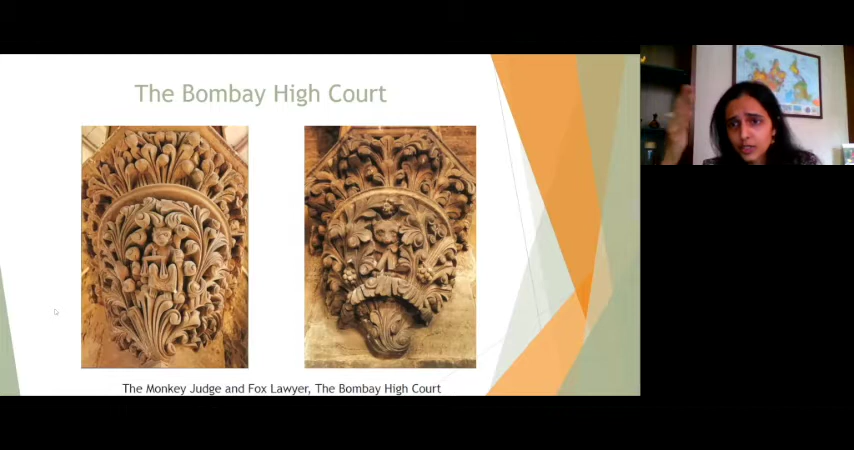 The Bombay High Court
The Monkey Judge and Fox Lawyer, The Bombay High Court